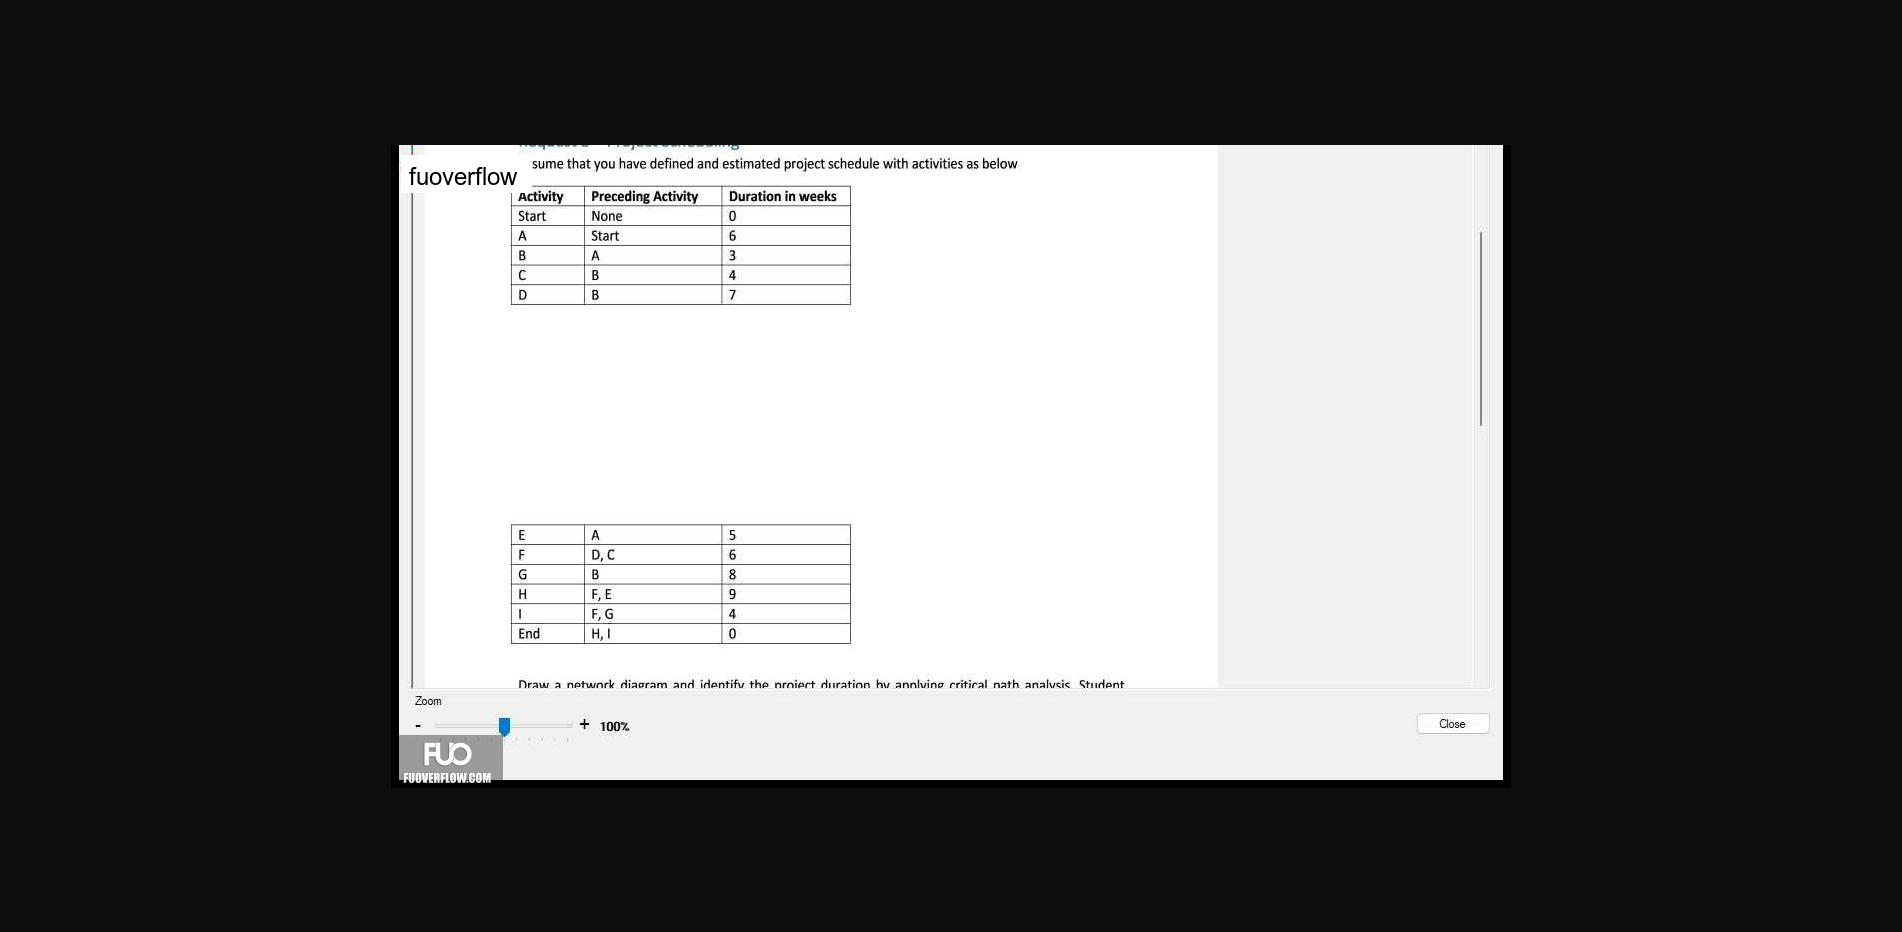 sume that you have defined and estimated project schedule with activities as below
fuoverflow
Activity Preceding Activity Duration in weeks
Start None 0
A Start 6
B A 3
C B 4
D B 7
E A 5
F D, C 6
G B 8
H F, E 9
I F, G 4
End H, I 0
Draw a network diagram and identify the project duration by applying critical path analysis. Student
Zoom
- + 100%
Close
FUO
FUOVERFLOW.COM